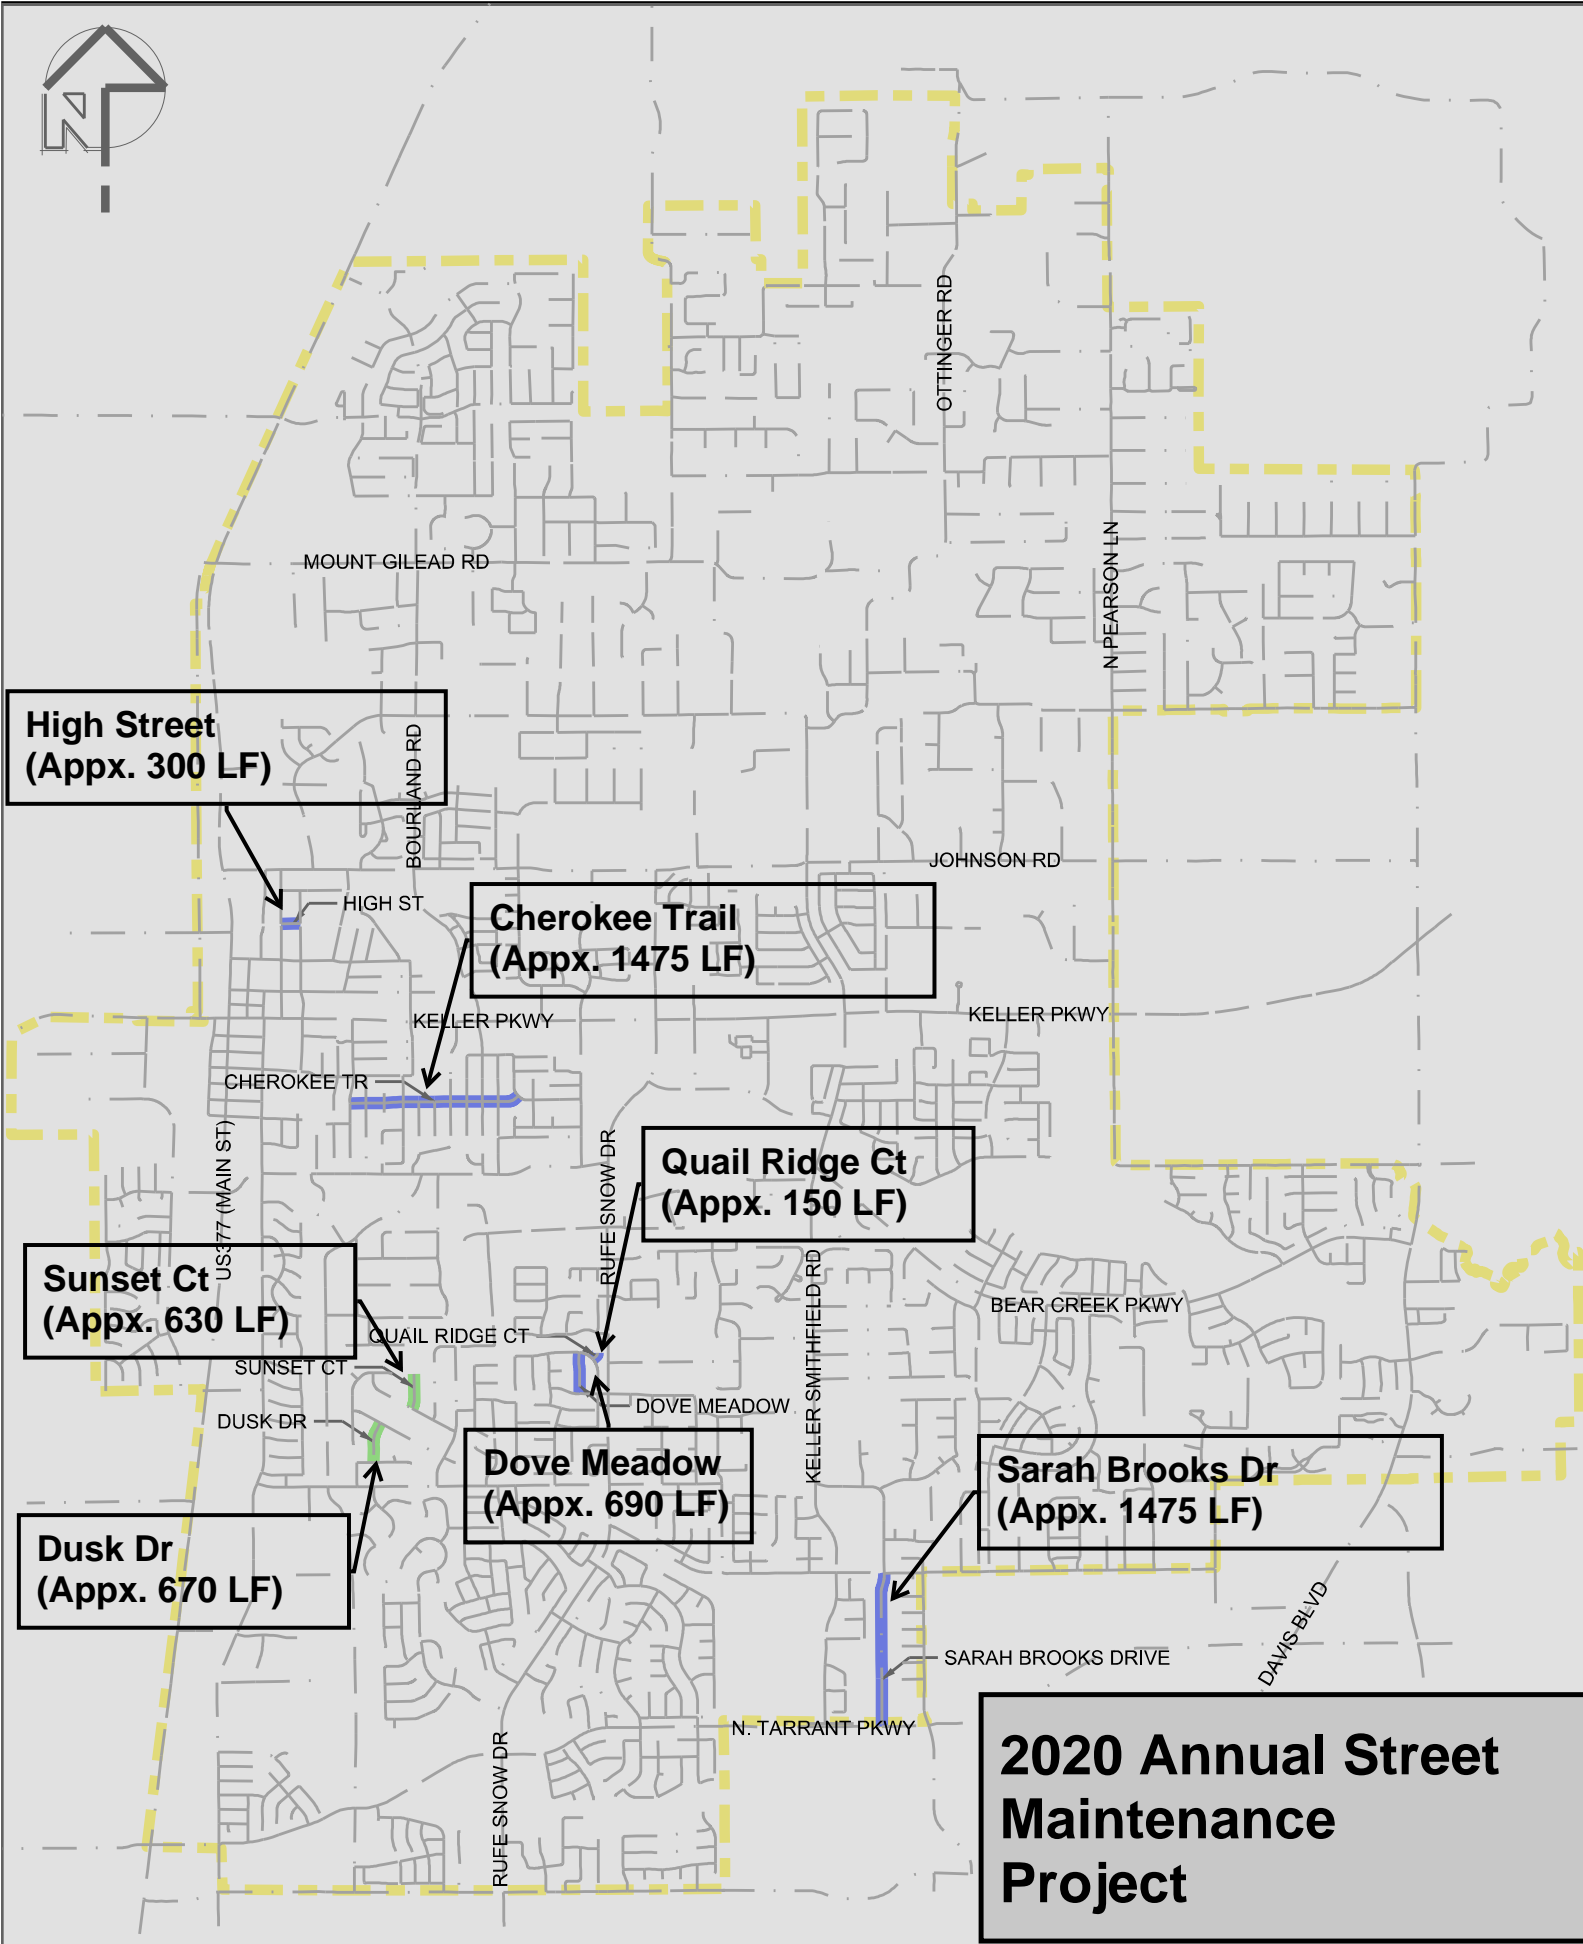 N
OTTINGER RD
MOUNT GILEAD RD
N PEARSON LN
High Street
(Appx. 300 LF)
BOURLAND RD
JOHNSON RD
HIGH ST
Cherokee Trail
(Appx. 1475 LF)
KELLER PKWY
KELLER PKWY
CHEROKEE TR
US377 (MAIN ST)
RUFE SNOW DR
Quail Ridge Ct
(Appx. 150 LF)
Sunset Ct
(Appx. 630 LF)
KELLER SMITHFIELD RD
BEAR CREEK PKWY
QUAIL RIDGE CT
SUNSET CT
DOVE MEADOW
DUSK DR
Dove Meadow
(Appx. 690 LF)
Sarah Brooks Dr
(Appx. 1475 LF)
Dusk Dr
(Appx. 670 LF)
DAVIS BLVD
SARAH BROOKS DRIVE
N. TARRANT PKWY
RUFE SNOW DR
2020 Annual Street
Maintenance
Project